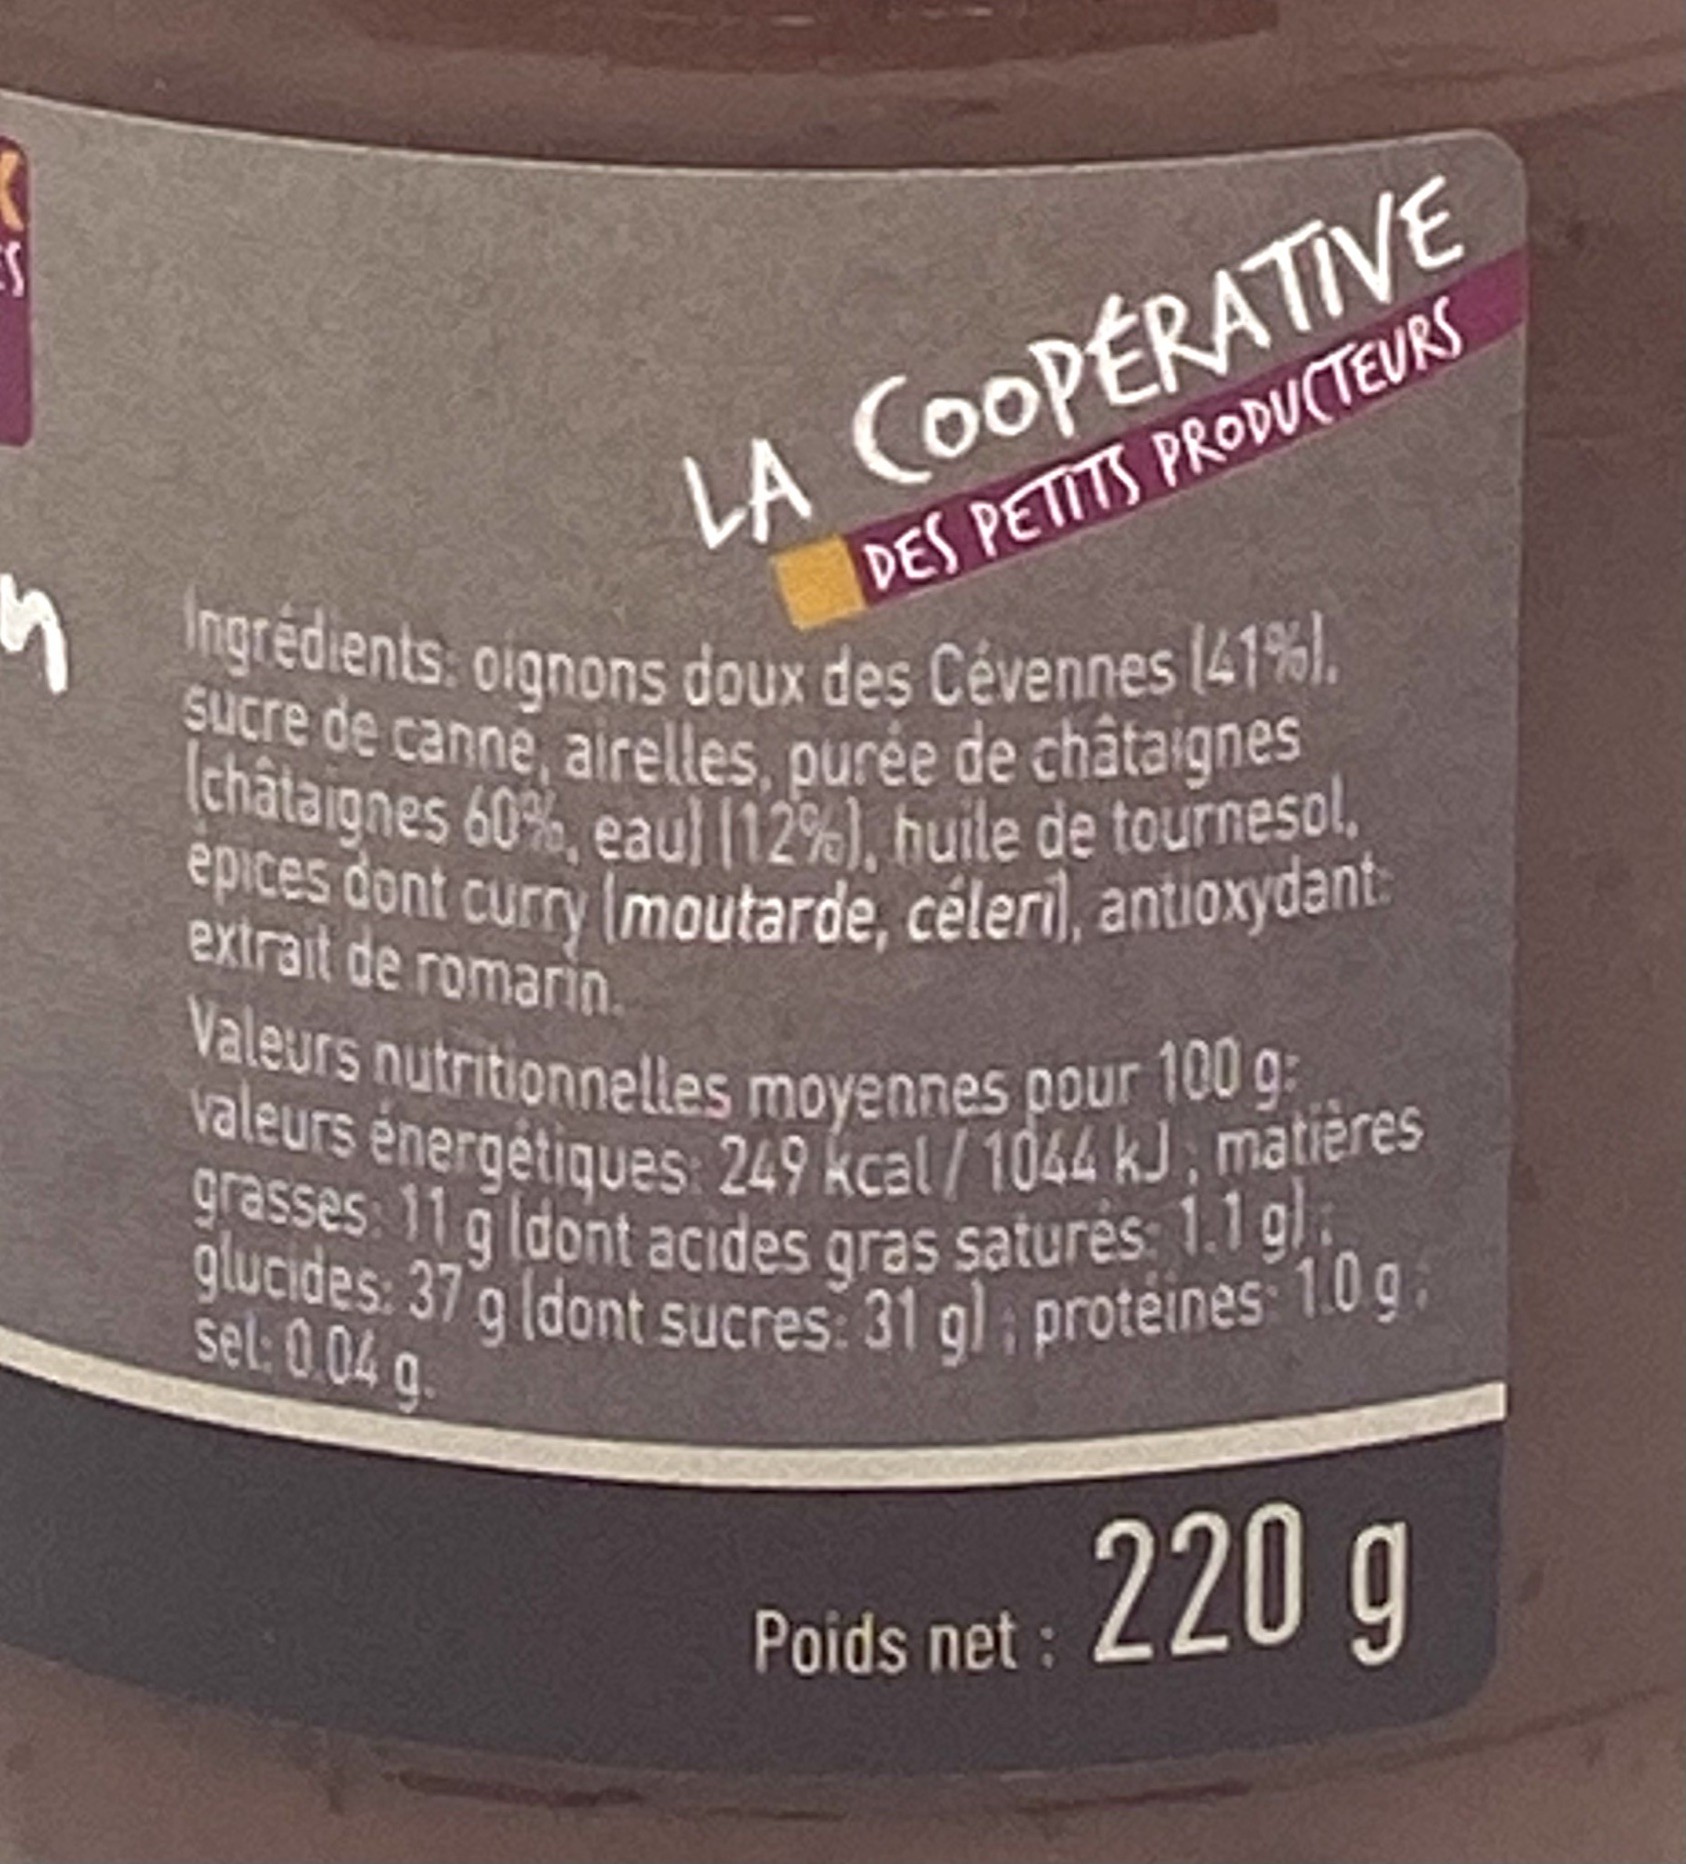 LA COOPÉRATIVE
DES PETITS PRODUCTEURS
Ingrédients: oignons doux des Cévennes (41%),
sucre de canne, airelles, purée de châtaignes
(châtaignes 60%, eau) (12%), huile de tournesol,
épices dont curry (moutarde, céleri), antioxydant:
extrait de romarin.
Valeurs nutritionnelles moyennes pour 100 g:
valeurs énergétiques: 249 kcal / 1044 kJ ; matières
grasses: 11 g (dont acides gras saturés: 1.1 g) ;
glucides: 37 g (dont sucres: 31 g) ; protéines: 1.0 g ;
sel: 0.04 g.
Poids net : 220 g